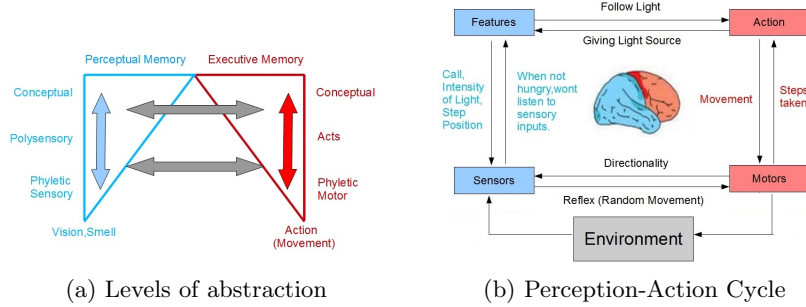 Perceptual Memory
Executive Memory
Conceptual
Polysensory
Phyletic
Sensory
Vision,Smell
Conceptual
Acts
Phyletic
Motor
Action
(Movement)
(a) Levels of abstraction
Features
Follow Light
Giving Light Source
Action
Call,
Intensity
of Light,
Step
Position
When not
hungry,wont
listen to
sensory
inputs.
Movement
Steps
taken
Sensors
Directionality
Reflex (Random Movement)
Motors
Environment
(b) Perception-Action Cycle